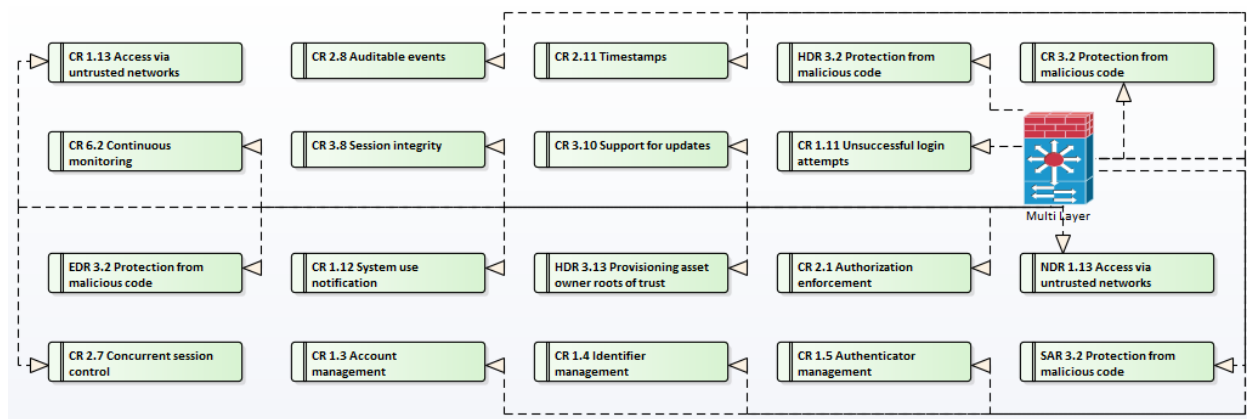 CR 1.13 Access via
untrusted networks
CR 2.8 Auditable events
CR 2.11 Timestamps
HDR 3.2 Protection from
malicious code
CR 3.2 Protection from
malicious code
CR 6.2 Continuous
monitoring
CR 3.8 Session integrity
CR 3.10 Support for updates
CR 1.11 Unsuccessful login
attempts
Multi Layer
EDR 3.2 Protection from
malicious code
CR 1.12 System use
notification
HDR 3.13 Provisioning asset
owner roots of trust
CR 2.1 Authorization
enforcement
NDR 1.13 Access via
untrusted networks
CR 2.7 Concurrent session
control
CR 1.3 Account
management
CR 1.4 Identifier
management
CR 1.5 Authenticator
management
SAR 3.2 Protection from
malicious code